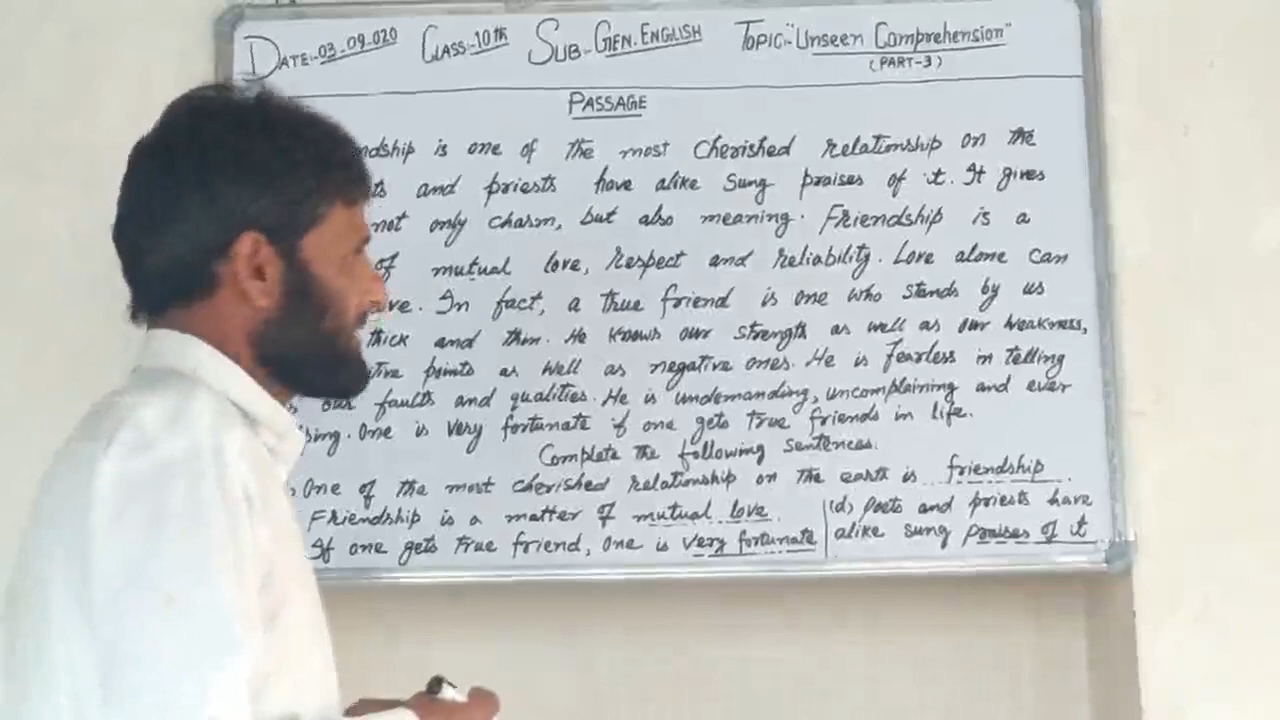 DATE:-03-09-020 CLASS:-10th SUB-GEN. ENGLISH TOPIC:-"Unseen Comprehension"
(PART-3)
PASSAGE
ndship is one of the most cherished relationship on the
ts and priests have alike sung praises of it. It gives
not only charm, but also meaning. Friendship is a
of mutual love, respect and reliability. Love alone can
. In fact, a true friend is one who stands by us
thick and thin. He knows our strength as well as our weakness,
tive points as well as negative ones. He is fearless in telling
our faults and qualities. He is undemanding, uncomplaining and ever
sing. One is very fortunate if one gets true friends in life.
Complete the following sentences.
One of the most cherished relationship on the earth is friendship.
Friendship is a matter of mutual love.
If one gets true friend, one is very fortunate
(d) Poets and priests have
alike sung praises of it